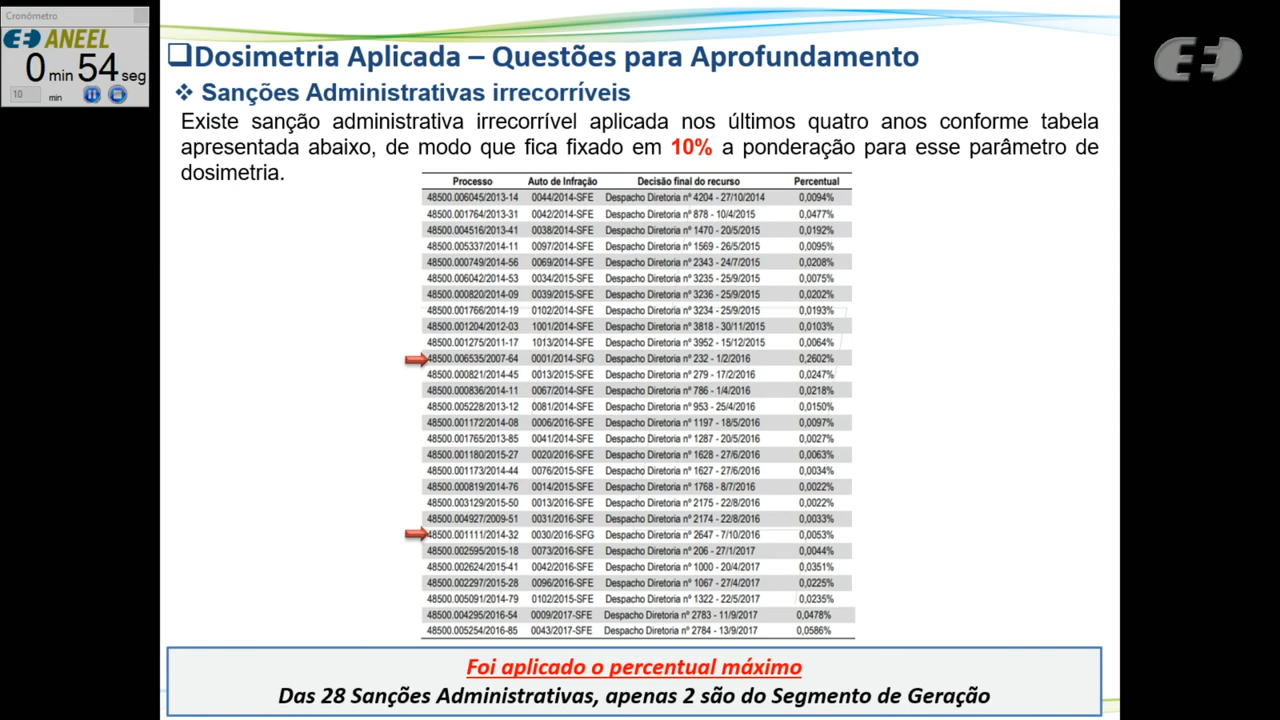 Cronómetro
ANEEL
0 min 54 seg
10 min
❑Dosimetria Aplicada – Questões para Aprofundamento
❖ Sanções Administrativas irrecorríveis
Existe sanção administrativa irrecorrível aplicada nos últimos quatro anos conforme tabela
apresentada abaixo, de modo que fica fixado em 10% a ponderação para esse parâmetro de
dosimetria.
Processo Auto de Infração Decisão final do recurso Percentual
48500.006045/2013-14 0044/2014-SFE Despacho Diretoria nº 4204 - 27/10/2014 0,0094%
48500.001764/2013-31 0042/2014-SFE Despacho Diretoria nº 878 - 10/4/2015 0,0477%
48500.004516/2013-41 0038/2014-SFE Despacho Diretoria nº 1470 - 20/5/2015 0,0192%
48500.005337/2014-11 0097/2014-SFE Despacho Diretoria nº 1569 - 26/5/2015 0,0095%
48500.000749/2014-56 0069/2014-SFE Despacho Diretoria nº 2343 - 24/7/2015 0,0208%
48500.006042/2014-53 0034/2015-SFE Despacho Diretoria nº 3235 - 25/9/2015 0,0075%
48500.000820/2014-09 0039/2015-SFE Despacho Diretoria nº 3236 - 25/9/2015 0,0202%
48500.001766/2014-19 0102/2014-SFE Despacho Diretoria nº 3234 - 25/9/2015 0,0193%
48500.001204/2012-03 1001/2014-SFE Despacho Diretoria nº 3818 - 30/11/2015 0,0103%
48500.001275/2011-17 1013/2014-SFE Despacho Diretoria nº 3952 - 15/12/2015 0,0064%
48500.006535/2007-64 0001/2014-SFG Despacho Diretoria nº 232 - 1/2/2016 0,2602%
48500.000821/2014-45 0013/2015-SFE Despacho Diretoria nº 279 - 17/2/2016 0,0247%
48500.000836/2014-11 0067/2014-SFE Despacho Diretoria nº 786 - 1/4/2016 0,0218%
48500.005228/2013-12 0081/2014-SFE Despacho Diretoria nº 953 - 25/4/2016 0,0150%
48500.001172/2014-08 0006/2016-SFE Despacho Diretoria nº 1197 - 18/5/2016 0,0097%
48500.001765/2013-85 0041/2014-SFE Despacho Diretoria nº 1287 - 20/5/2016 0,0027%
48500.001180/2015-27 0020/2016-SFE Despacho Diretoria nº 1628 - 27/6/2016 0,0063%
48500.001173/2014-44 0076/2015-SFE Despacho Diretoria nº 1627 - 27/6/2016 0,0034%
48500.000819/2014-76 0014/2015-SFE Despacho Diretoria nº 1768 - 8/7/2016 0,0022%
48500.003129/2015-50 0013/2016-SFE Despacho Diretoria nº 2175 - 22/8/2016 0,0022%
48500.004927/2009-51 0031/2016-SFE Despacho Diretoria nº 2174 - 22/8/2016 0,0033%
48500.001111/2014-32 0030/2016-SFG Despacho Diretoria nº 2647 - 7/10/2016 0,0053%
48500.002595/2015-18 0073/2016-SFE Despacho Diretoria nº 206 - 27/1/2017 0,0044%
48500.002624/2015-41 0042/2016-SFE Despacho Diretoria nº 1000 - 20/4/2017 0,0351%
48500.002297/2015-28 0096/2016-SFE Despacho Diretoria nº 1067 - 27/4/2017 0,0225%
48500.005091/2014-79 0102/2015-SFE Despacho Diretoria nº 1322 - 22/5/2017 0,0235%
48500.004295/2016-54 0009/2017-SFE Despacho Diretoria nº 2783 - 11/9/2017 0,0478%
48500.005254/2016-85 0043/2017-SFE Despacho Diretoria nº 2784 - 13/9/2017 0,0586%
Foi aplicado o percentual máximo
Das 28 Sanções Administrativas, apenas 2 são do Segmento de Geração